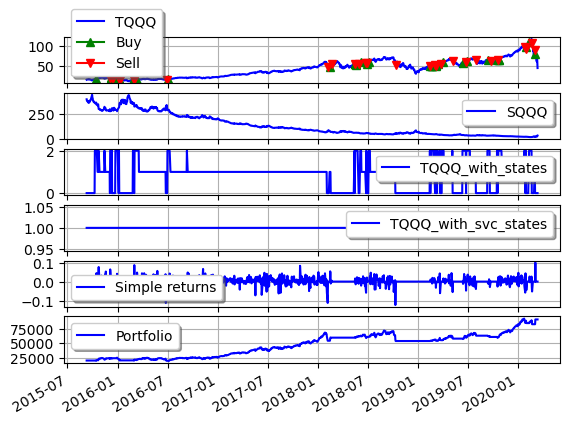 TQQQ
Buy
Sell
100
50
SQQQ
250
0
TQQQ_with_states
2
0
TQQQ_with_svc_states
1.05
1.00
0.95
Simple returns
0.1
0.0
−0.1
Portfolio
75000
50000
25000
2015-07 2016-01 2016-07 2017-01 2017-07 2018-01 2018-07 2019-01 2019-07 2020-01